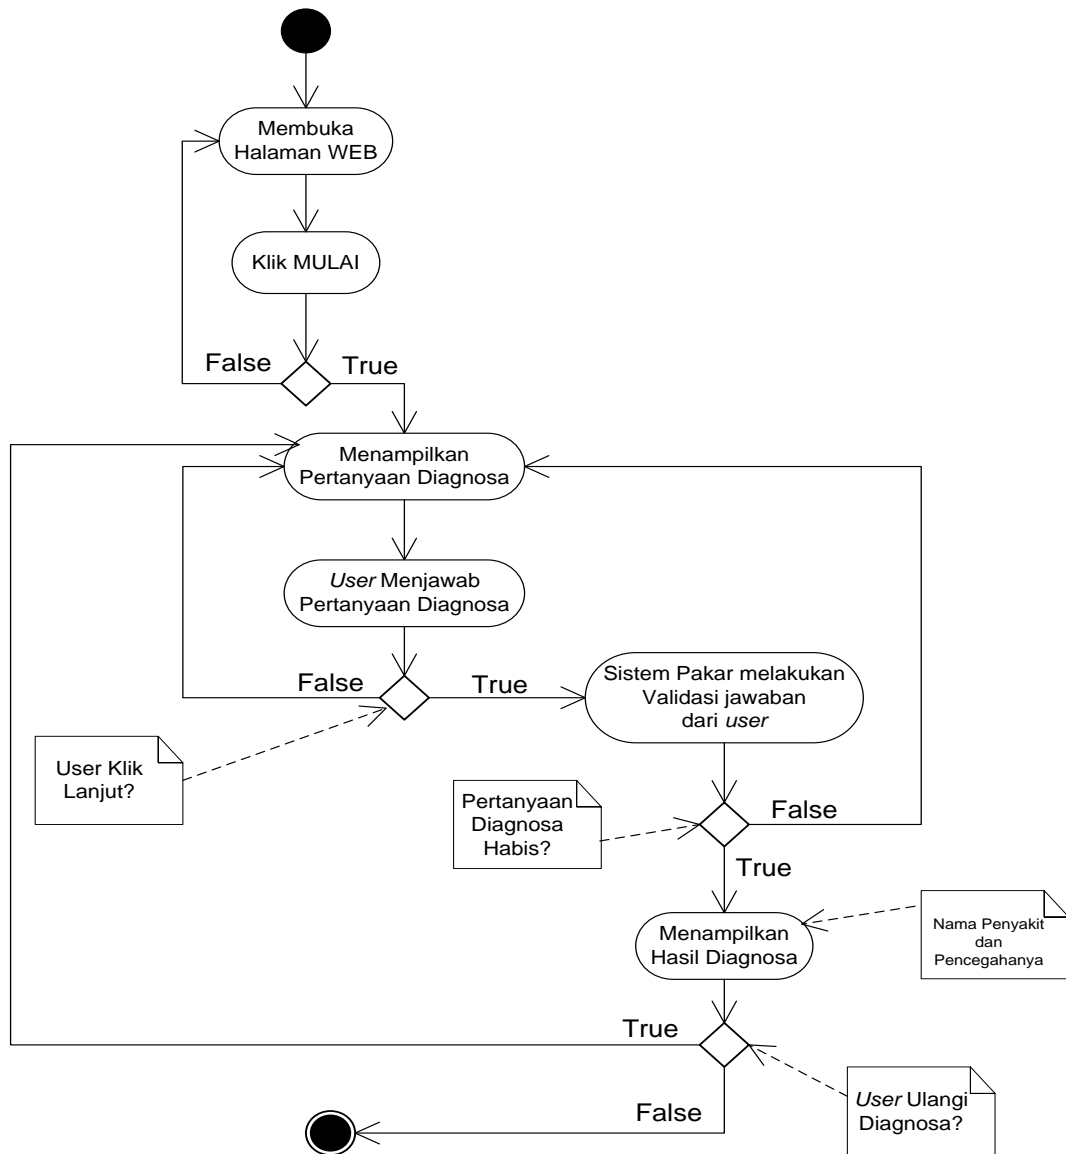 Membuka
Halaman WEB
Klik MULAI
False
True
Menampilkan
Pertanyaan Diagnosa
User Menjawab
Pertanyaan Diagnosa
False
True
Sistem Pakar melakukan
Validasi jawaban
dari user
User Klik
Lanjut?
Pertanyaan
Diagnosa
Habis?
False
True
Menampilkan
Hasil Diagnosa
Nama Penyakit
dan
Pencegahanya
True
User Ulangi
Diagnosa?
False